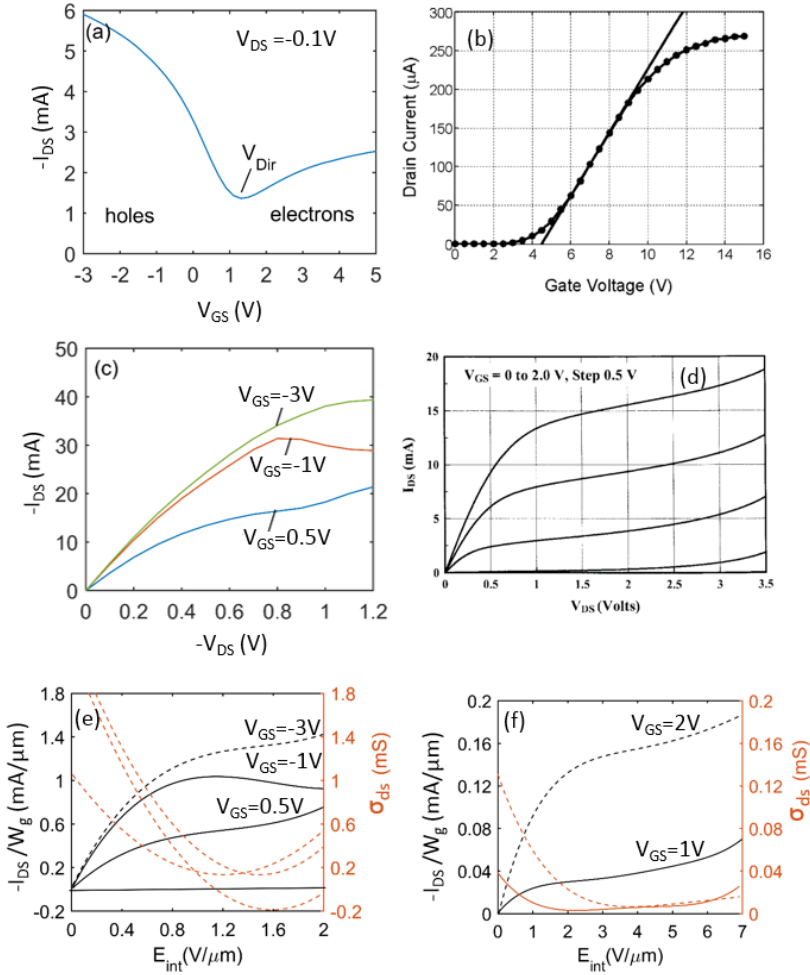 (a)
V_DS =-0.1V
-I_DS (mA)
6
5
4
3
2
1
0
V_Dir
holes
electrons
-3 -2 -1 0 1 2 3 4 5
V_GS (V)
(b)
Drain Current (μA)
300
250
200
150
100
50
0
0 2 4 6 8 10 12 14 16
Gate Voltage (V)
(c)
-I_DS (mA)
50
40
30
20
10
0
V_GS=-3V
V_GS=-1V
V_GS=0.5V
0 0.2 0.4 0.6 0.8 1.0 1.2
-V_DS (V)
V_GS = 0 to 2.0 V, Step 0.5 V
(d)
I_DS (mA)
20
15
10
5
0
0 0.5 1 1.5 2 2.5 3 3.5
V_DS (Volts)
(e)
-I_DS/W_g (mA/μm)
1.8
1.4
1
0.6
0.2
-0.2
V_GS=-3V
V_GS=-1V
V_GS=0.5V
1.8
1.4
1
0.6
0.2
-0.2
σ_ds (mS)
0 0.4 0.8 1.2 1.6 2
E_int(V/μm)
(f)
-I_DS /W_g (mA/μm)
0.2
0.16
0.12
0.08
0.04
0
V_GS=2V
V_GS=1V
0.2
0.16
0.12
0.08
0.04
0
σ_ds (mS)
0 1 2 3 4 5 6 7
E_int(V/μm)